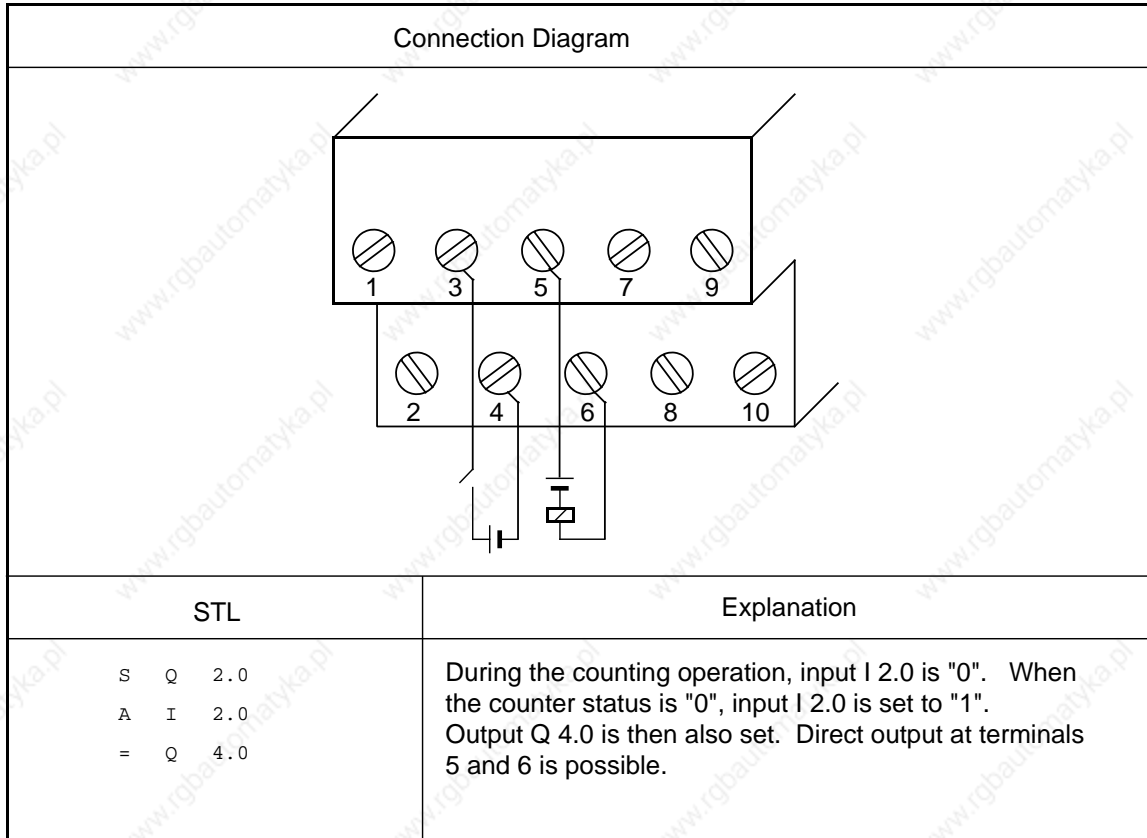 Connection Diagram
1 3 5 7 9
2 4 6 8 10
STL
Explanation
S Q 2.0
A I 2.0
= Q 4.0
During the counting operation, input I 2.0 is "0". When
the counter status is "0", input I 2.0 is set to "1".
Output Q 4.0 is then also set. Direct output at terminals
5 and 6 is possible.
www.rgbautomatyka.pl